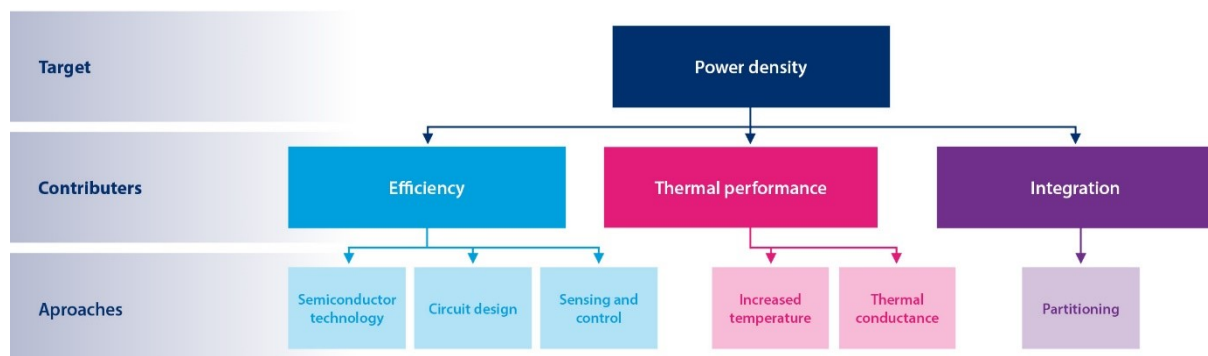 Target
Power density
Contributers
Efficiency
Thermal performance
Integration
Aproaches
Semiconductor
technology
Circuit design
Sensing and
control
Increased
temperature
Thermal
conductance
Partitioning